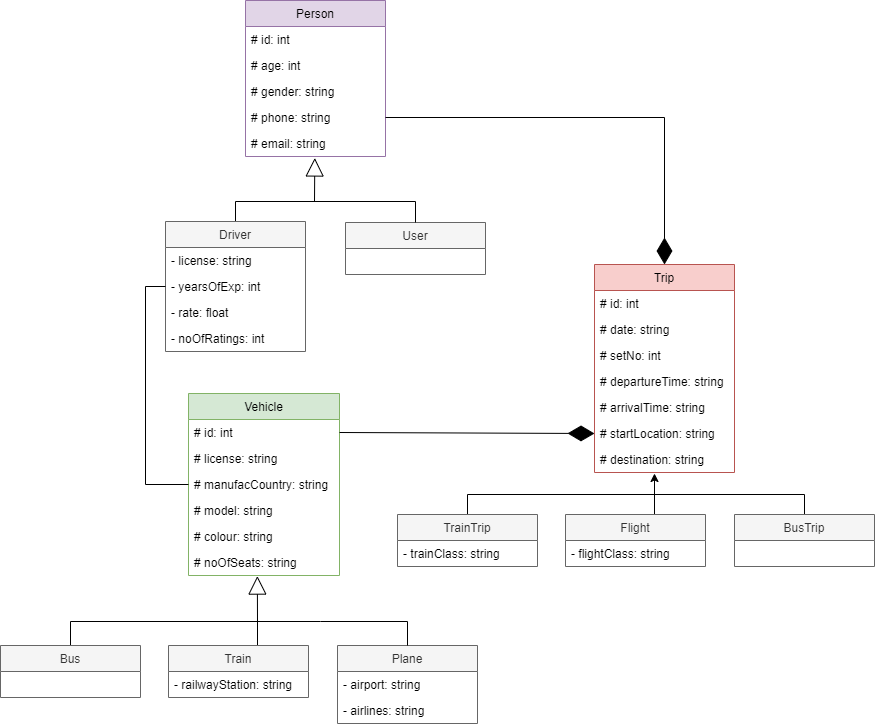 Person
# id: int
# age: int
# gender: string
# phone: string
# email: string
Driver
- license: string
- yearsOfExp: int
- rate: float
- noOfRatings: int
User
Trip
# id: int
# date: string
# setNo: int
# departureTime: string
# arrivalTime: string
# startLocation: string
# destination: string
Vehicle
# id: int
# license: string
# manufacCountry: string
# model: string
# colour: string
# noOfSeats: string
TrainTrip
- trainClass: string
Flight
- flightClass: string
BusTrip
Bus
Train
- railwayStation: string
Plane
- airport: string
- airlines: string